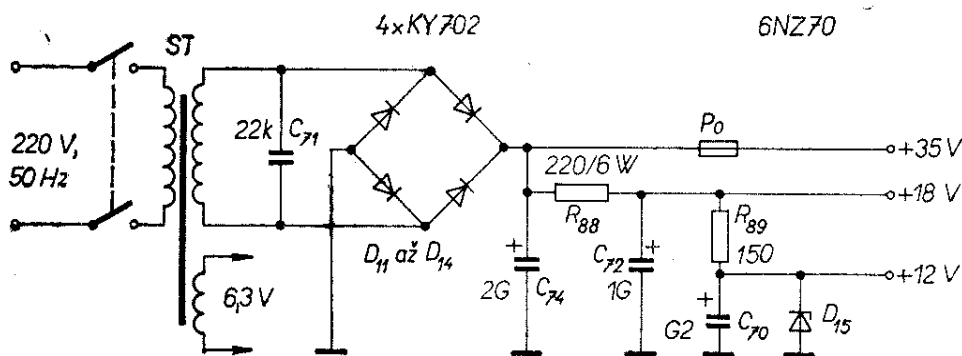 4xKY702
6NZ70
ST
220 V,
50 Hz
22k C71
D11 až D14
6,3 V
220/6 W
R88
Po
+35 V
+18 V
+12 V
R89
150
+
2G C74
C72 +
1G
+
G2 C70
D15